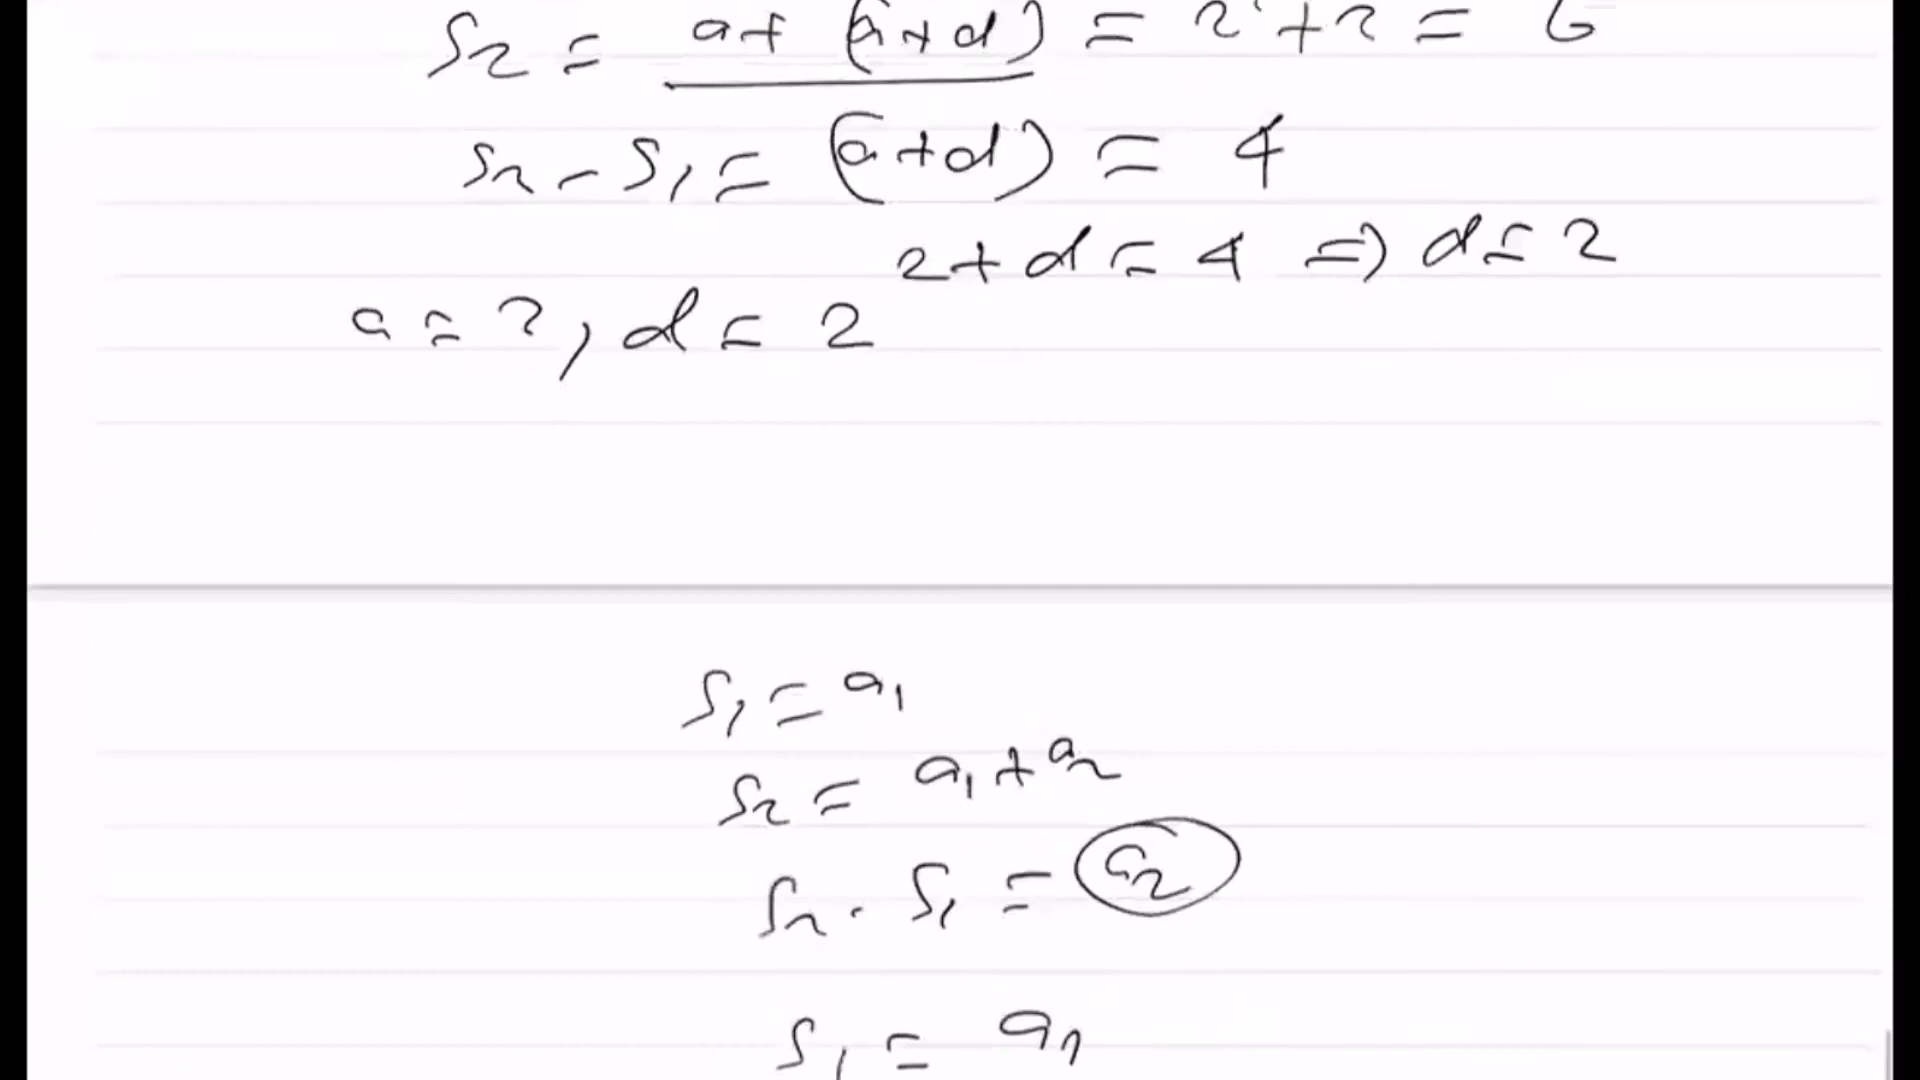 S2 = a + (a+d) = 2² + 2 = 6
S2 - S1 = (a+d) = 4
2 + d = 4 => d = 2
a = 2, d = 2
S1 = a1
S2 = a1 + a2
S2 - S1 = a2
S1 = a1